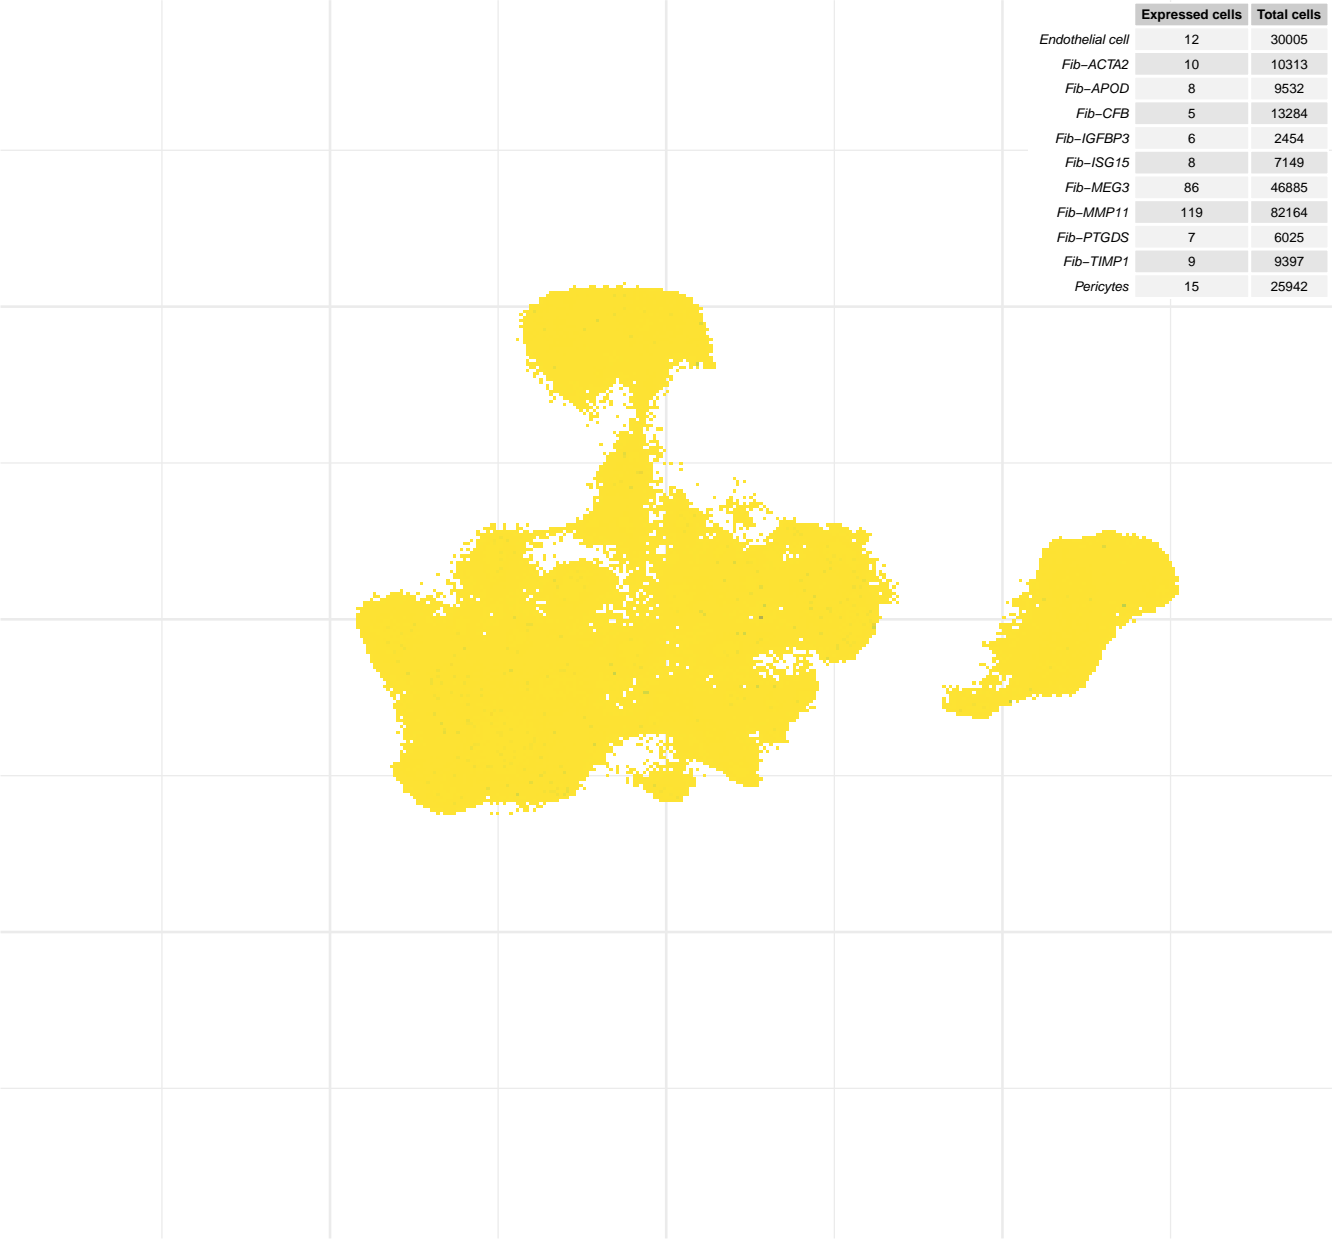 Expressed cells Total cells
Endothelial cell 12 30005
Fib−ACTA2 10 10313
Fib−APOD 8 9532
Fib−CFB 5 13284
Fib−IGFBP3 6 2454
Fib−ISG15 8 7149
Fib−MEG3 86 46885
Fib−MMP11 119 82164
Fib−PTGDS 7 6025
Fib−TIMP1 9 9397
Pericytes 15 25942